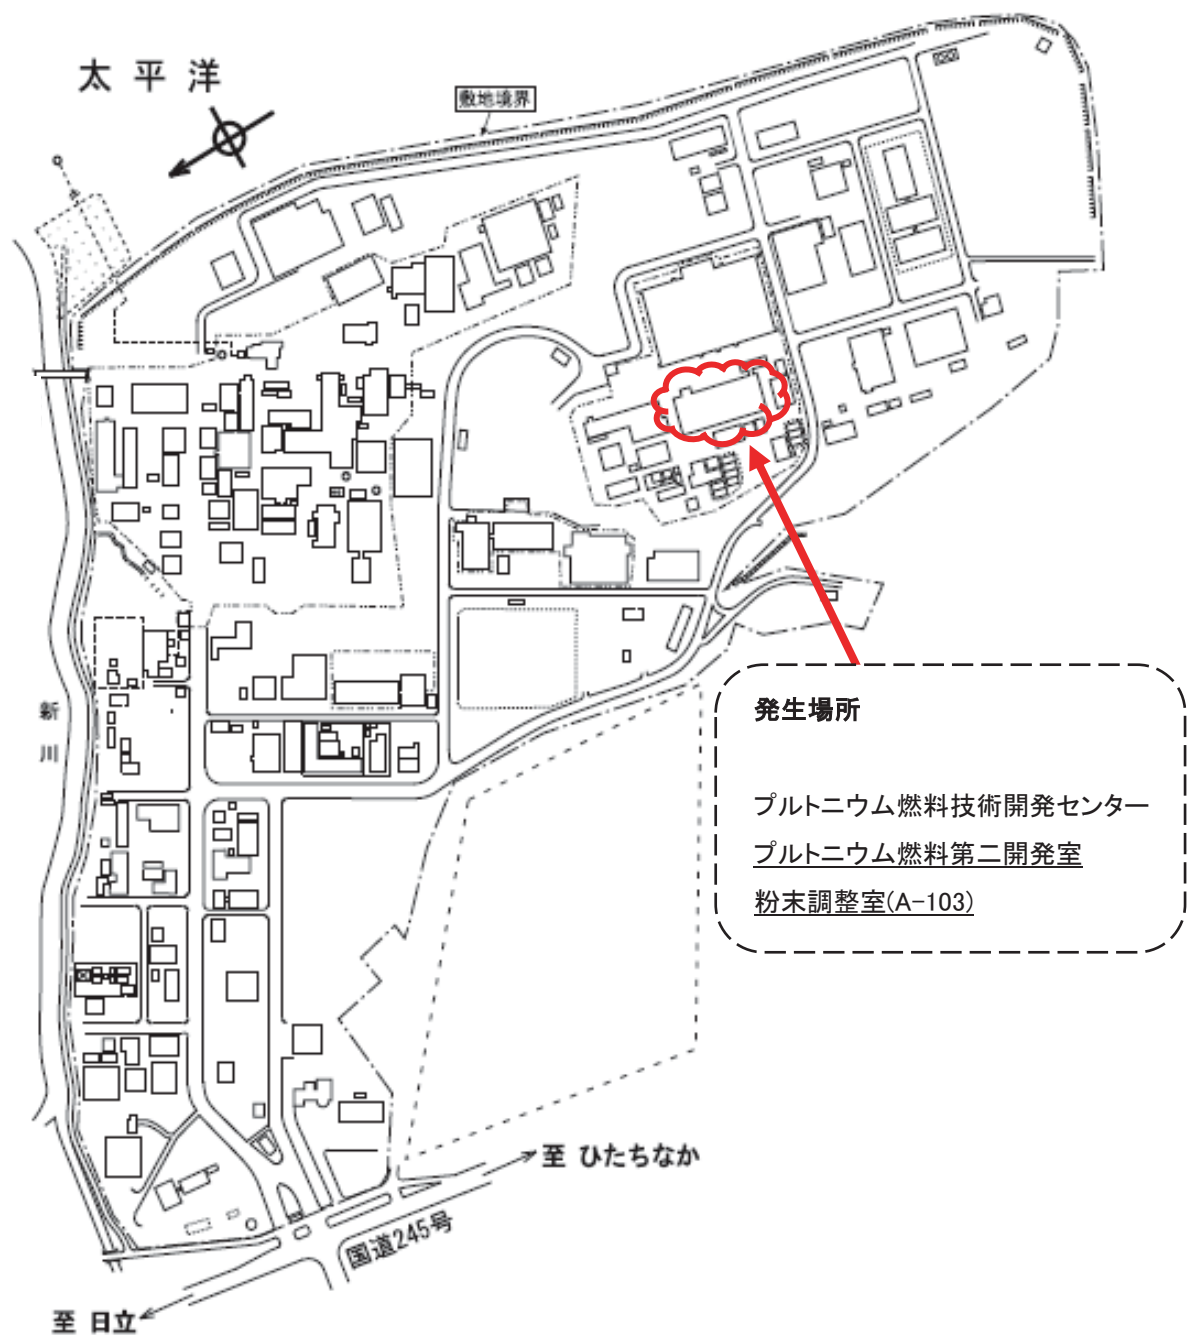 太平洋
敷地境界
新川
発生場所
プルトニウム燃料技術開発センター
プルトニウム燃料第二開発室
粉末調整室(A-103)
至 ひたちなか
国道245号
至 日立